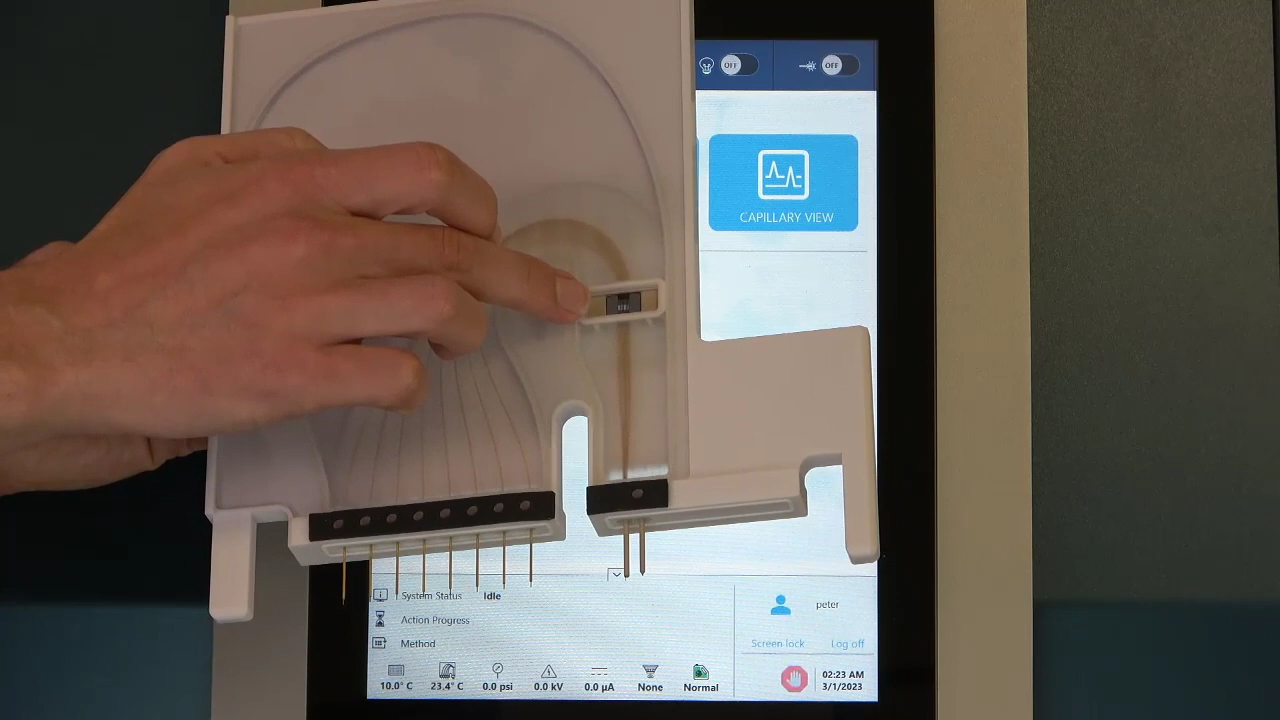 OFF
OFF
CAPILLARY VIEW
System Status Idle
Action Progress
Method
peter
Screen lock Log off
10.0° C 23.4° C 0.0 psi 0.0 kV 0.0 µA None Normal
02:23 AM
3/1/2023